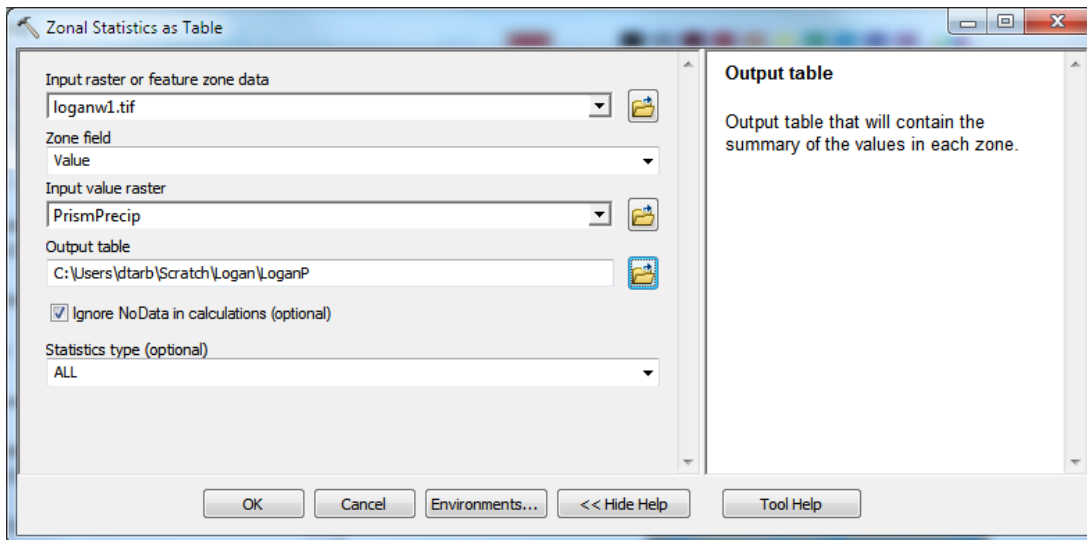 Zonal Statistics as Table
Input raster or feature zone data
loganw1.tif
Zone field
Value
Input value raster
PrismPrecip
Output table
C:\Users\dtarb\Scratch\Logan\LoganP
Ignore NoData in calculations (optional)
Statistics type (optional)
ALL
Output table
Output table that will contain the
summary of the values in each zone.
OK
Cancel
Environments...
<< Hide Help
Tool Help